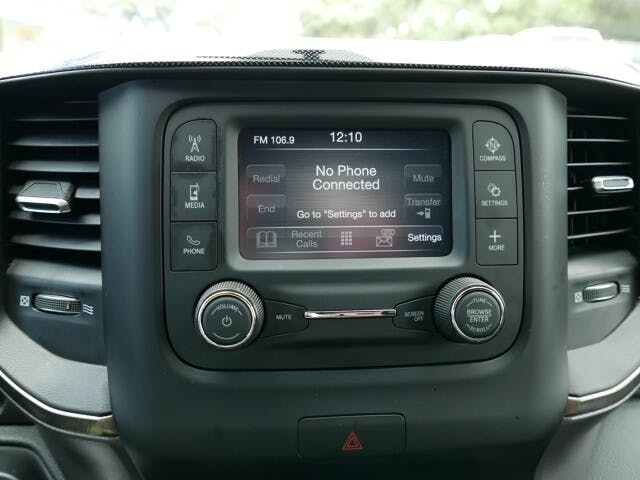 FM 106.9
12:10
No Phone
Connected
Redial
Mute
End
Transfer
Go to "Settings" to add
Recent
Calls
Settings
RADIO
MEDIA
PHONE
COMPASS
SETTINGS
MORE
VOLUME
MUTE
SCREEN
OFF
TUNE
BROWSE
ENTER
SCROLL